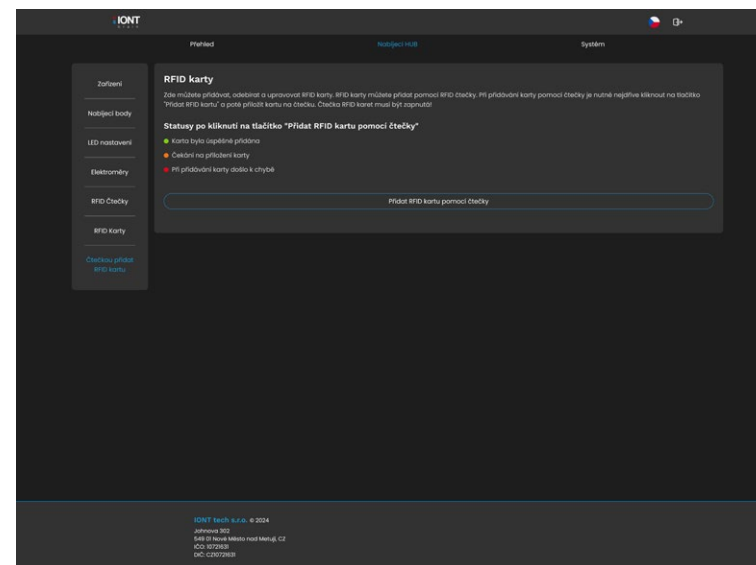 IONT
Přehled
Nabíjecí HUB
Systém
Zařízení
Nabíjecí body
LED nastavení
Elektroměry
RFID Čtečky
RFID Karty
Čtečkou přidat
RFID kartu
RFID karty
Zde můžete přidávat, odebírat a upravovat RFID karty. RFID karty můžete přidat pomocí RFID čtečky. Při přidávání karty pomocí čtečky je nutné nejdříve kliknout na tlačítko
"Přidat RFID kartu" a poté přiložit kartu na čtečku. Čtečka RFID karet musí být zapnutá!
Statusy po kliknutí na tlačítko "Přidat RFID kartu pomocí čtečky"
Karta byla úspěšně přidána
Čekání na přiložení karty
Při přidávání karty došlo k chybě
Přidat RFID kartu pomocí čtečky
IONT tech s.r.o. © 2024
Johnova 302
549 01 Nové Město nad Metují, CZ
IČO: 10721631
DIČ: CZ10721631